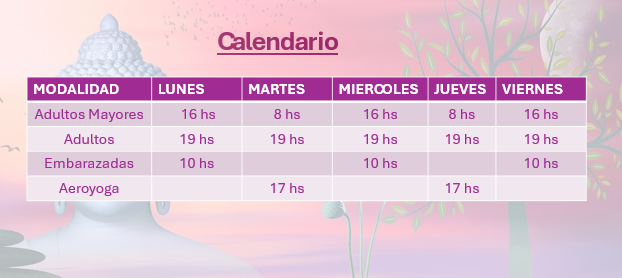 Calendario
MODALIDAD LUNES MARTES MIERCOLES JUEVES VIERNES
Adultos Mayores 16 hs 8 hs 16 hs 8 hs 16 hs
Adultos 19 hs 19 hs 19 hs 19 hs 19 hs
Embarazadas 10 hs 10 hs 10 hs
Aeroyoga 17 hs 17 hs